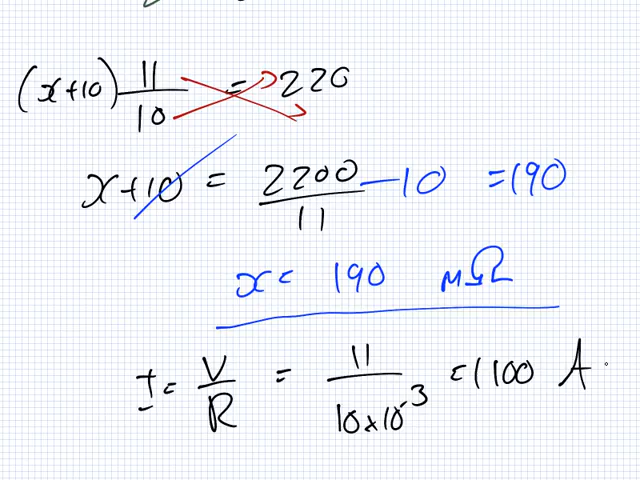 (x+10) 11/10 = 220
x+10 = 2200/11 - 10 = 190
x = 190 mΩ
I = V/R = 11/10×10^-3 = 1100 A.